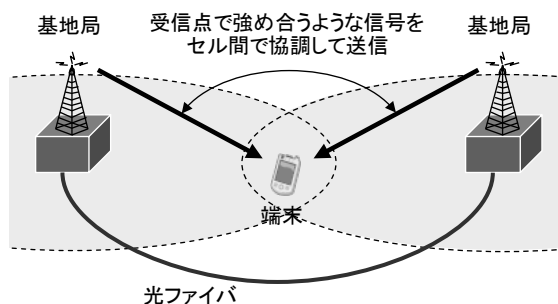 受信点で強め合うような信号を
セル間で協調して送信
基地局
基地局
端末
光ファイバ